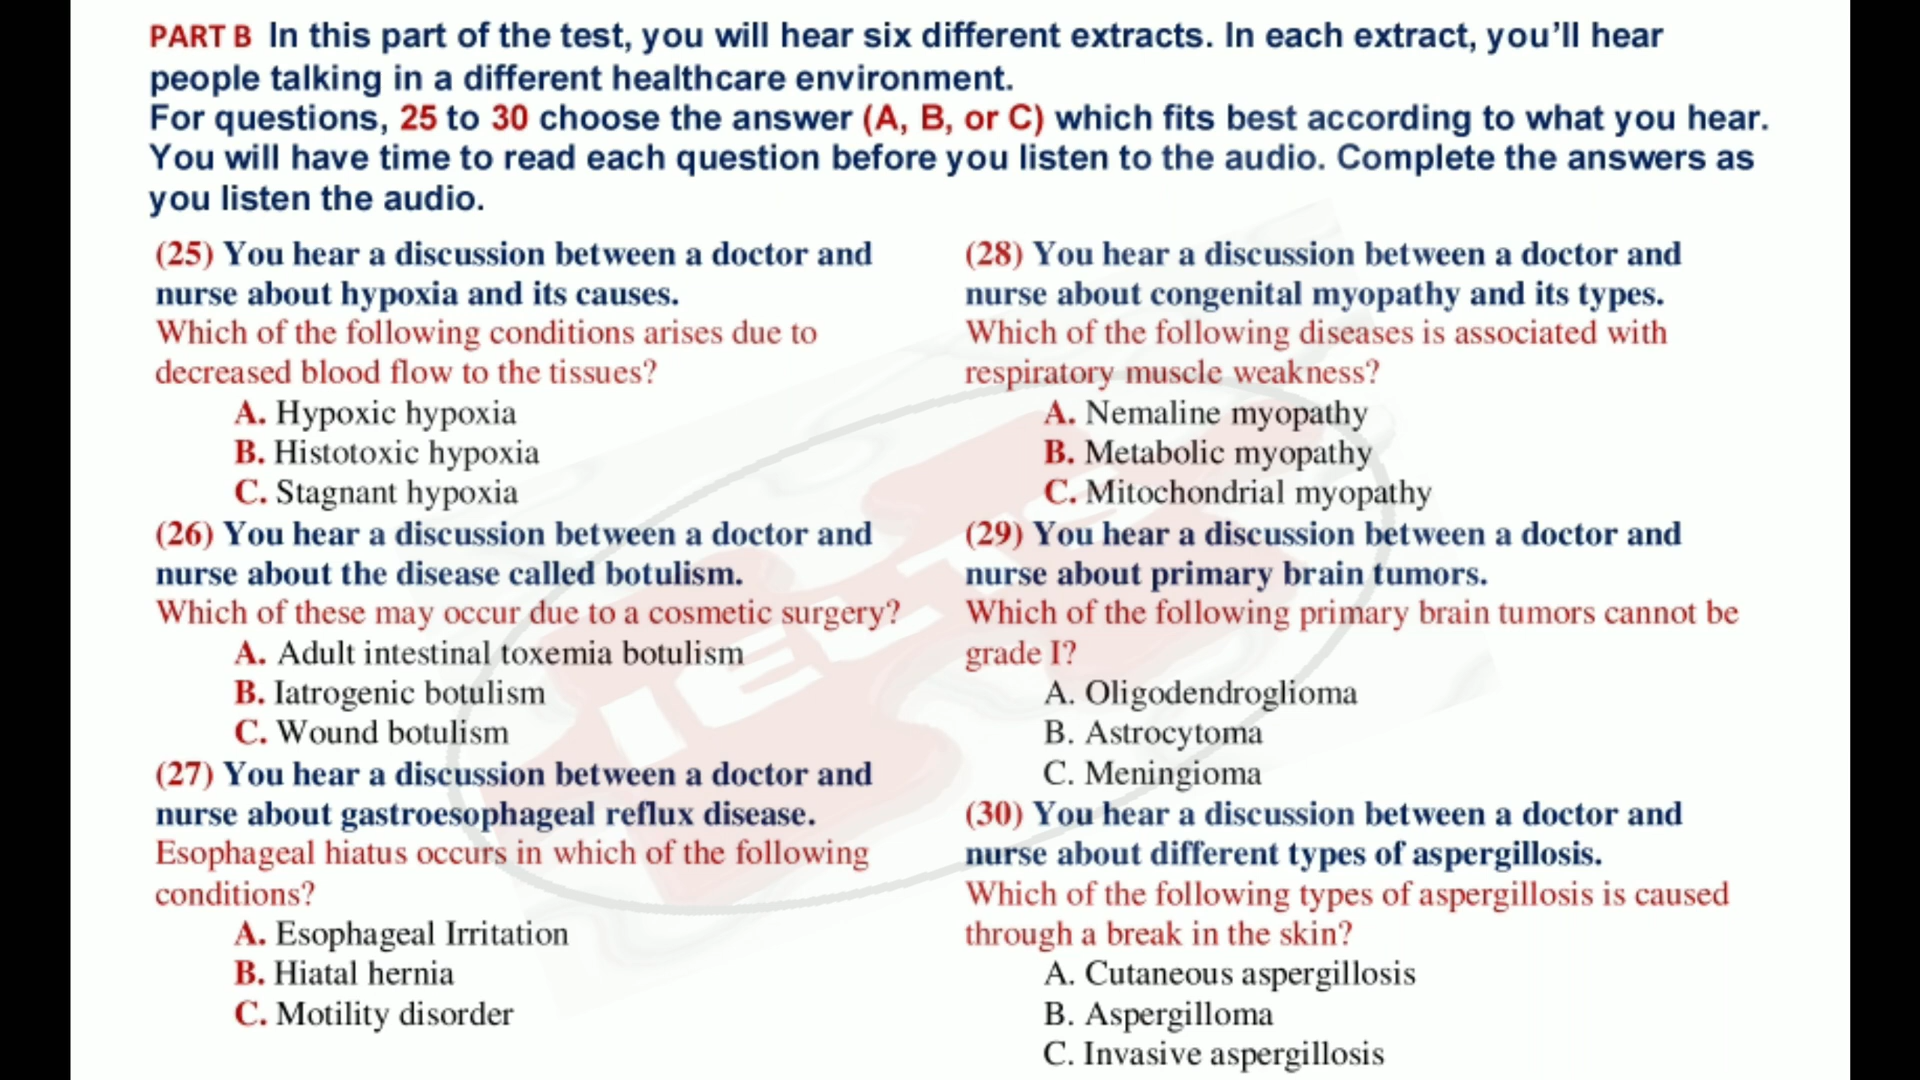 PART B In this part of the test, you will hear six different extracts. In each extract, you’ll hear
people talking in a different healthcare environment.
For questions, 25 to 30 choose the answer (A, B, or C) which fits best according to what you hear.
You will have time to read each question before you listen to the audio. Complete the answers as
you listen the audio.
(25) You hear a discussion between a doctor and
nurse about hypoxia and its causes.
Which of the following conditions arises due to
decreased blood flow to the tissues?
A. Hypoxic hypoxia
B. Histotoxic hypoxia
C. Stagnant hypoxia
(26) You hear a discussion between a doctor and
nurse about the disease called botulism.
Which of these may occur due to a cosmetic surgery?
A. Adult intestinal toxemia botulism
B. Iatrogenic botulism
C. Wound botulism
(27) You hear a discussion between a doctor and
nurse about gastroesophageal reflux disease.
Esophageal hiatus occurs in which of the following
conditions?
A. Esophageal Irritation
B. Hiatal hernia
C. Motility disorder
(28) You hear a discussion between a doctor and
nurse about congenital myopathy and its types.
Which of the following diseases is associated with
respiratory muscle weakness?
A. Nemaline myopathy
B. Metabolic myopathy
C. Mitochondrial myopathy
(29) You hear a discussion between a doctor and
nurse about primary brain tumors.
Which of the following primary brain tumors cannot be
grade I?
A. Oligodendroglioma
B. Astrocytoma
C. Meningioma
(30) You hear a discussion between a doctor and
nurse about different types of aspergillosis.
Which of the following types of aspergillosis is caused
through a break in the skin?
A. Cutaneous aspergillosis
B. Aspergilloma
C. Invasive aspergillosis
IELTS